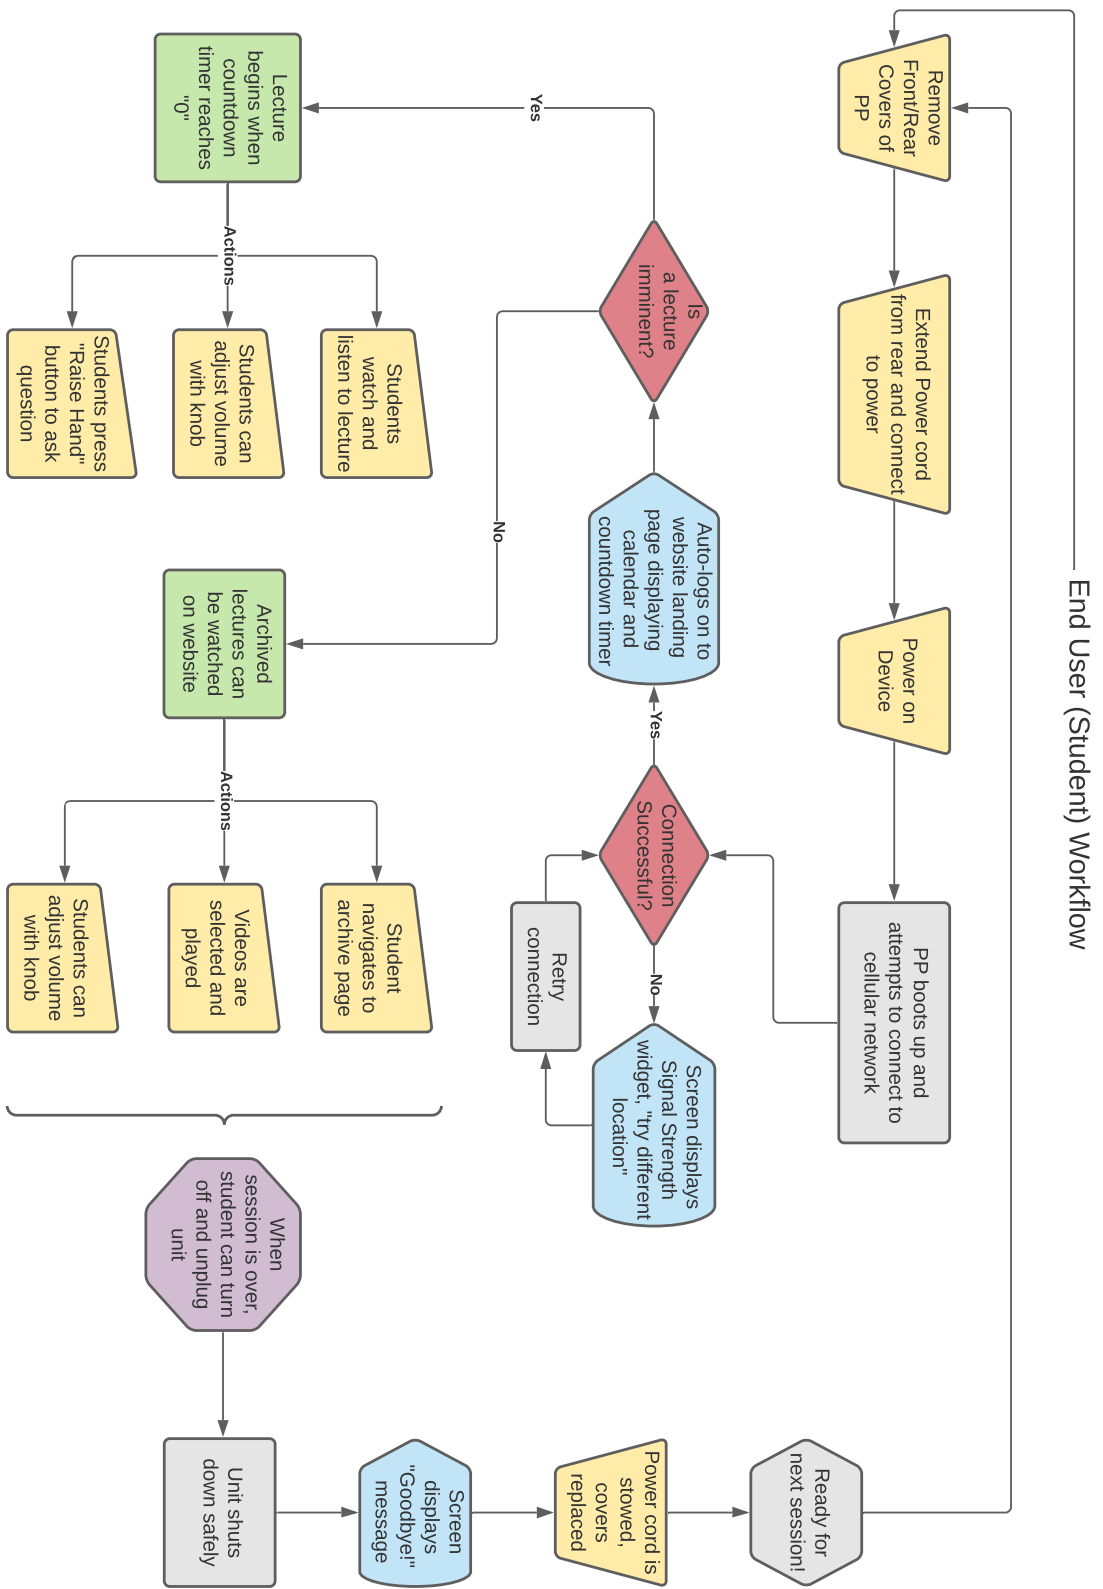 End User (Student) Workflow
Remove
Front/Rear
Covers of
PP
Extend Power cord
from rear and connect
to power
Power on
Device
PP boots up and
attempts to connect to
cellular network
Is
a lecture
imminent?
Auto-logs on to
website landing
page displaying
calendar and
countdown timer
Yes
Connection
Successful?
No
Screen displays
Signal Strength
widget, "try different
location"
Retry
connection
Yes
No
Lecture
begins when
countdown
timer reaches
"0"
Actions
Students
watch and
listen to lecture
Students can
adjust volume
with knob
Students press
"Raise Hand"
button to ask
question
Archived
lectures can
be watched
on website
Actions
Student
navigates to
archive page
Videos are
selected and
played
Students can
adjust volume
with knob
When
session is over,
student can turn
off and unplug
unit
Unit shuts
down safely
Screen
displays
"Goodbye!"
message
Power cord is
stowed,
covers
replaced
Ready for
next session!